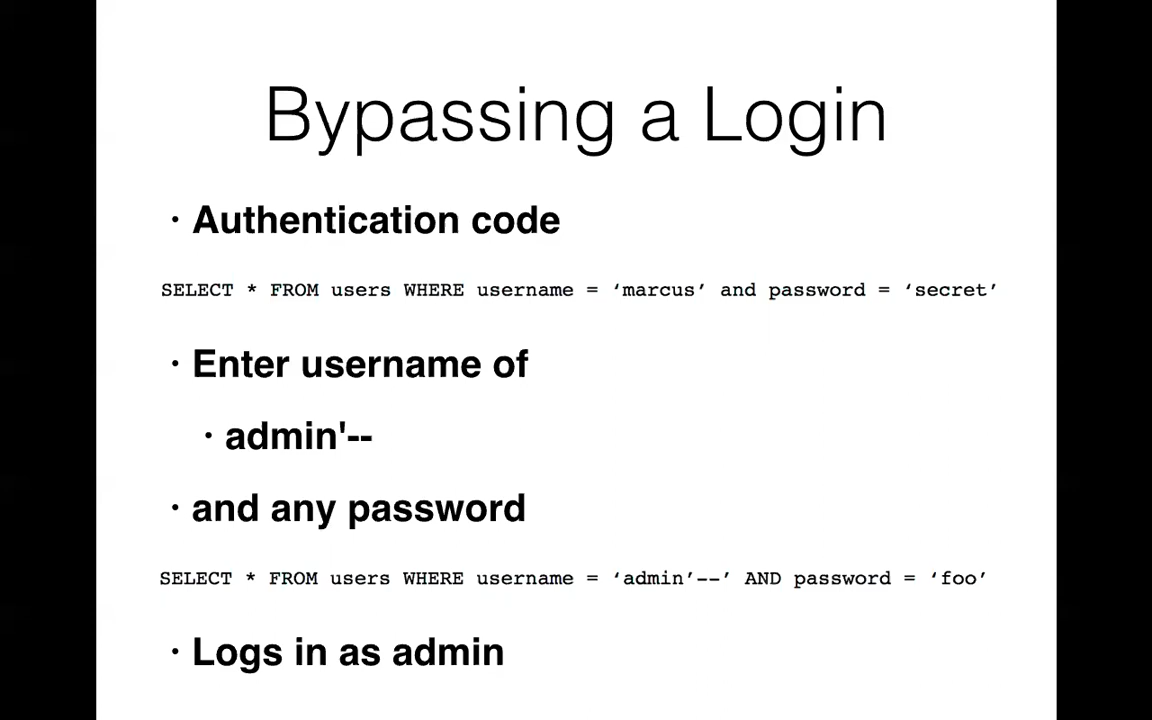 Bypassing a Login
· Authentication code
SELECT * FROM users WHERE username = ‘marcus’ and password = ‘secret’
· Enter username of
· admin'--
· and any password
SELECT * FROM users WHERE username = ‘admin’--’ AND password = ‘foo’
· Logs in as admin